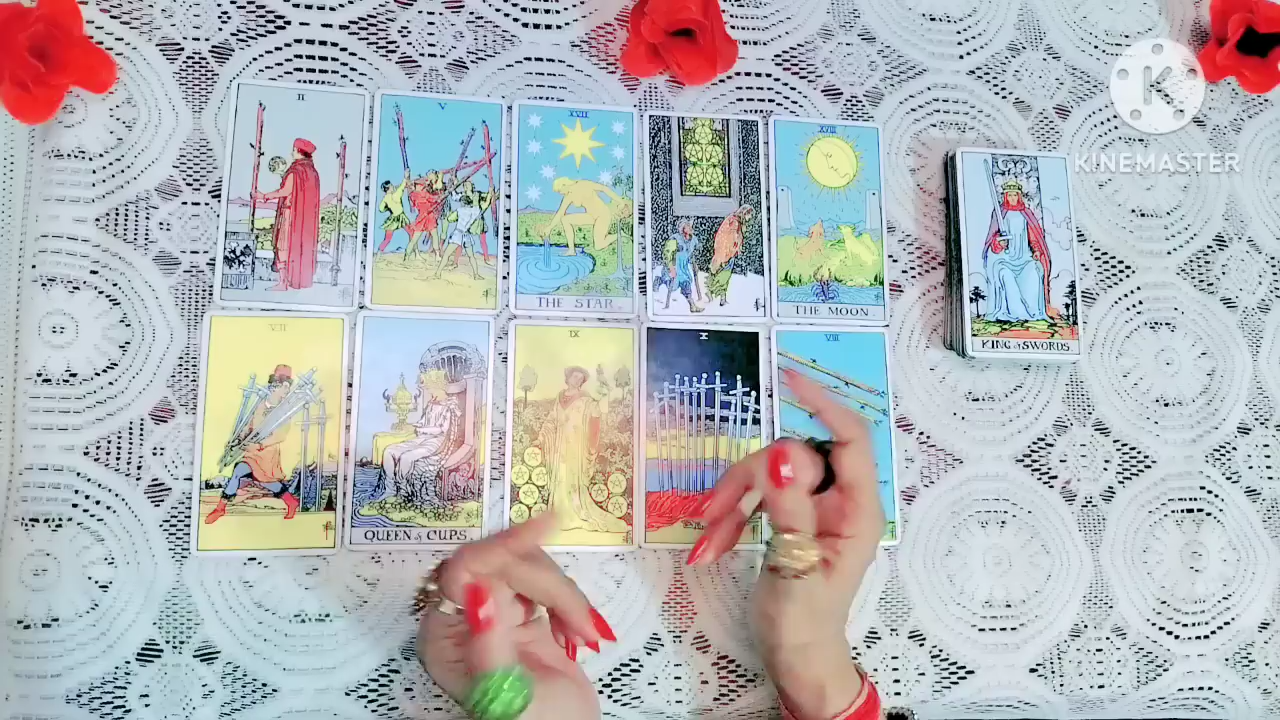 II
V
XVII
THE STAR
XVIII
THE MOON
VII
QUEEN of CUPS.
IX
X
VIII
KING of SWORDS.
K
KINEMASTER